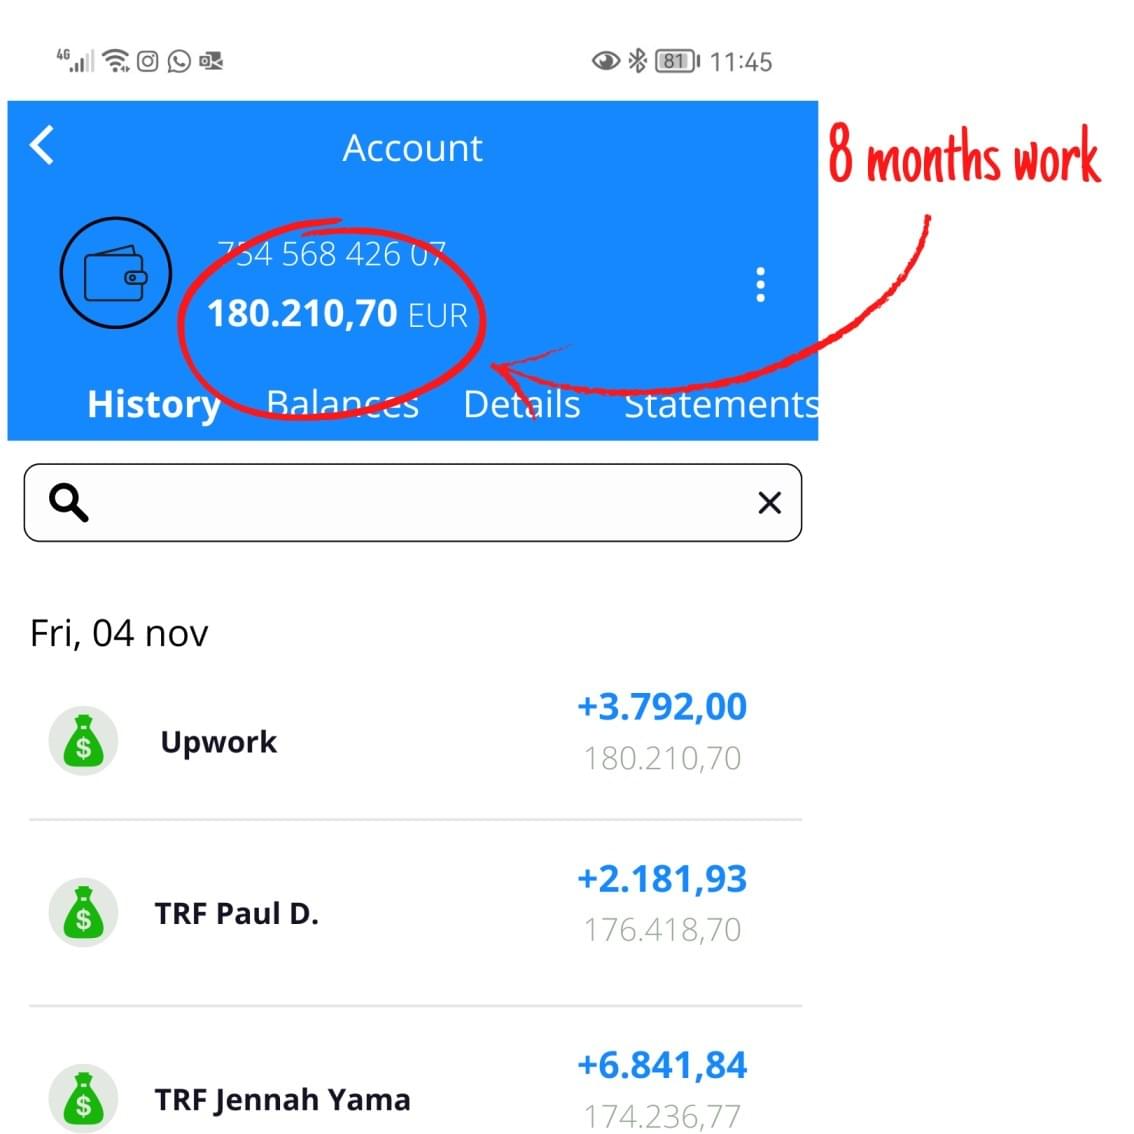 4G 81 11:45
Account
8 months work
754 568 426 07
180.210,70 EUR
History Balances Details Statements
Fri, 04 nov
+3.792,00
Upwork
180.210,70
+2.181,93
TRF Paul D.
176.418,70
+6.841,84
TRF Jennah Yama
174.236,77